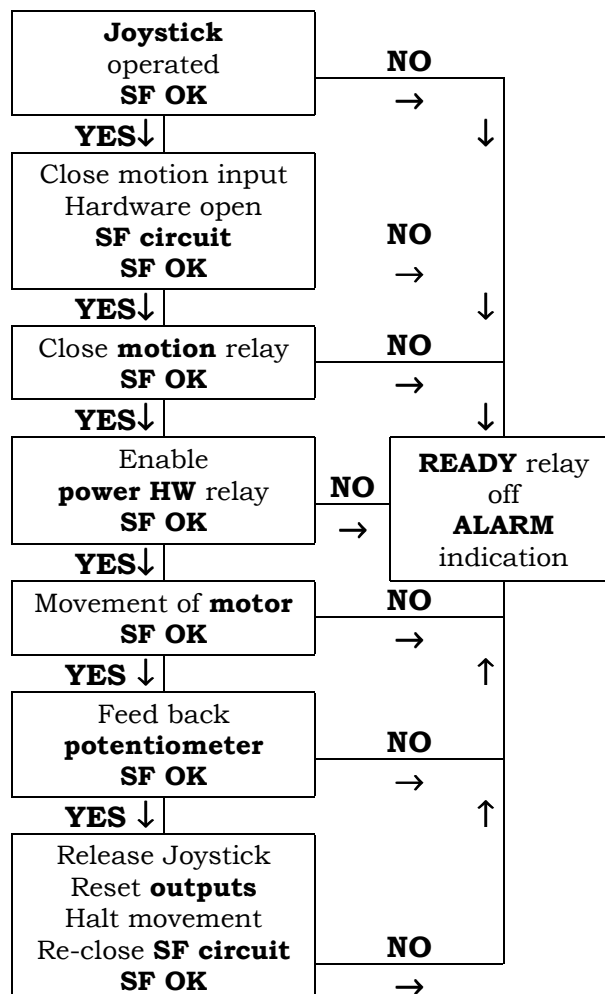 Joystick
operated
SF OK
NO
→
YES↓
↓
Close motion input
Hardware open
SF circuit
SF OK
NO
→
YES↓
↓
Close motion relay
SF OK
NO
→
YES↓
↓
Enable
power HW relay
SF OK
NO
→
READY relay
off
ALARM
indication
YES↓
Movement of motor
SF OK
NO
→
YES ↓
↑
Feed back
potentiometer
SF OK
NO
→
YES ↓
↑
Release Joystick
Reset outputs
Halt movement
Re-close SF circuit
SF OK
NO
→